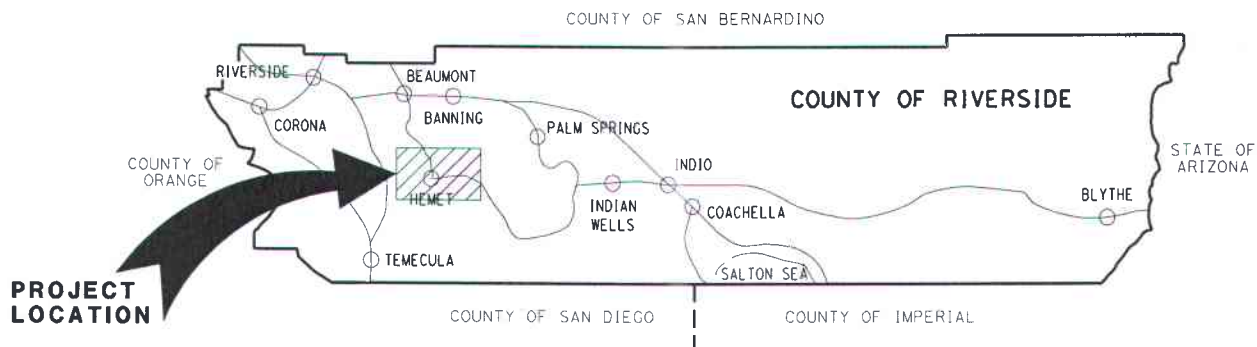 COUNTY OF SAN BERNARDINO
RIVERSIDE
BEAUMONT
COUNTY OF RIVERSIDE
CORONA
BANNING
PALM SPRINGS
STATE OF
ARIZONA
COUNTY OF
ORANGE
INDIO
HEMET
BLYTHE
INDIAN
WELLS
COACHELLA
TEMECULA
SALTON SEA
PROJECT
LOCATION
COUNTY OF SAN DIEGO
COUNTY OF IMPERIAL